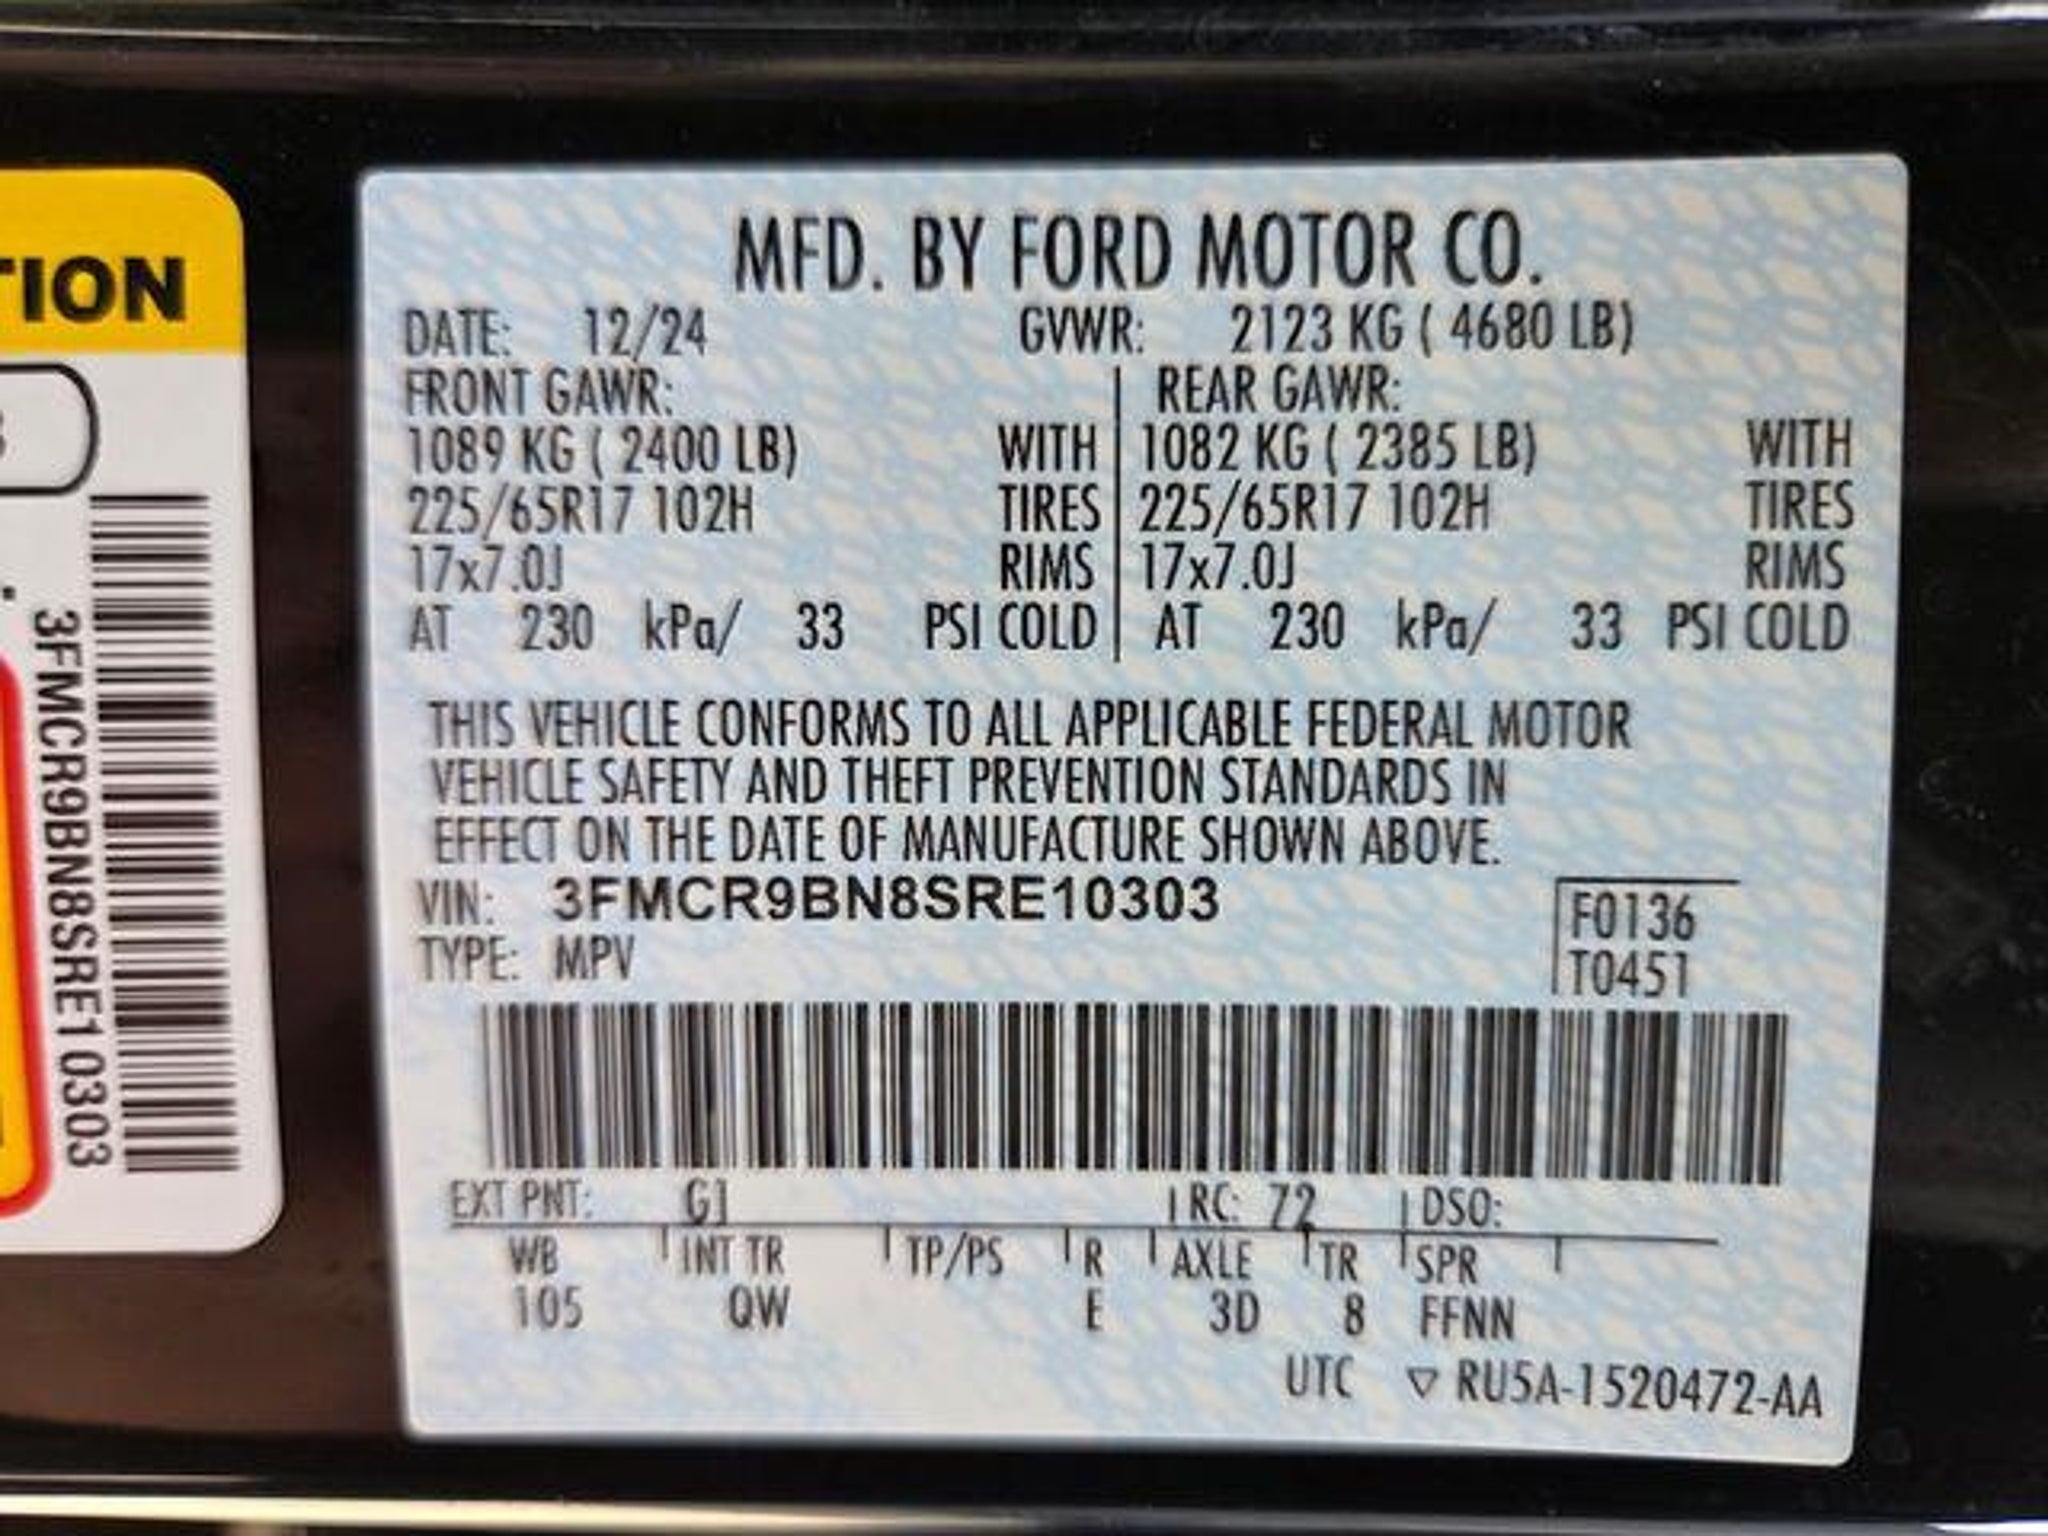 TION
3FMCR9BN8SRE10303
MFD. BY FORD MOTOR CO.
DATE: 12/24 GVWR: 2123 KG ( 4680 LB)
FRONT GAWR: REAR GAWR:
1089 KG ( 2400 LB) WITH 1082 KG ( 2385 LB) WITH
225/65R17 102H TIRES 225/65R17 102H TIRES
17x7.0J RIMS 17x7.0J RIMS
AT 230 kPa/ 33 PSI COLD AT 230 kPa/ 33 PSI COLD
THIS VEHICLE CONFORMS TO ALL APPLICABLE FEDERAL MOTOR
VEHICLE SAFETY AND THEFT PREVENTION STANDARDS IN
EFFECT ON THE DATE OF MANUFACTURE SHOWN ABOVE.
VIN: 3FMCR9BN8SRE10303 F0136
TYPE: MPV T0451
EXT PNT: G1 RC: 72 DSO:
WB INT TR TP/PS R AXLE TR SPR
105 QW E 3D 8 FFNN
UTC ▽ RU5A-1520472-AA